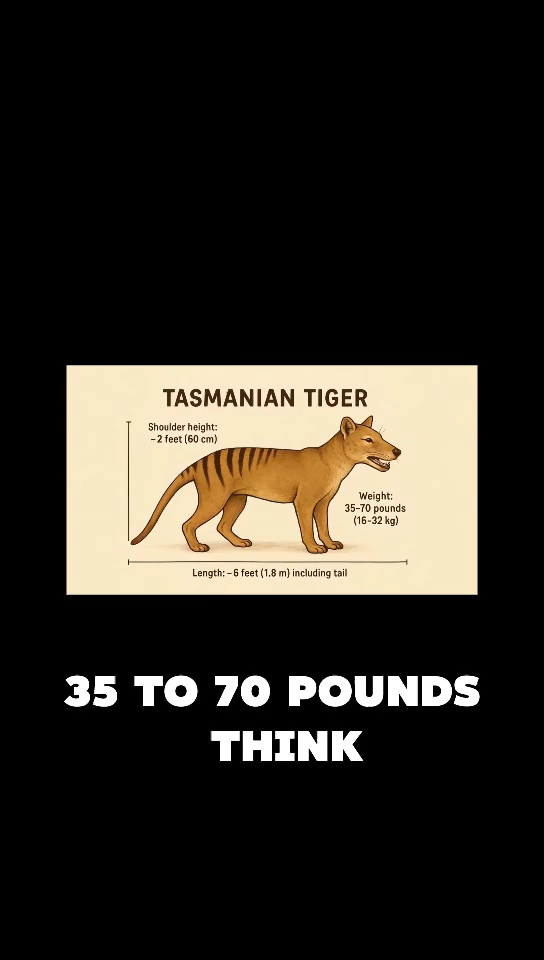 TASMANIAN TIGER
Shoulder height:
~2 feet (60 cm)
Weight:
35-70 pounds
(16-32 kg)
Length: ~6 feet (1.8 m) including tail
35 TO 70 POUNDS
THINK